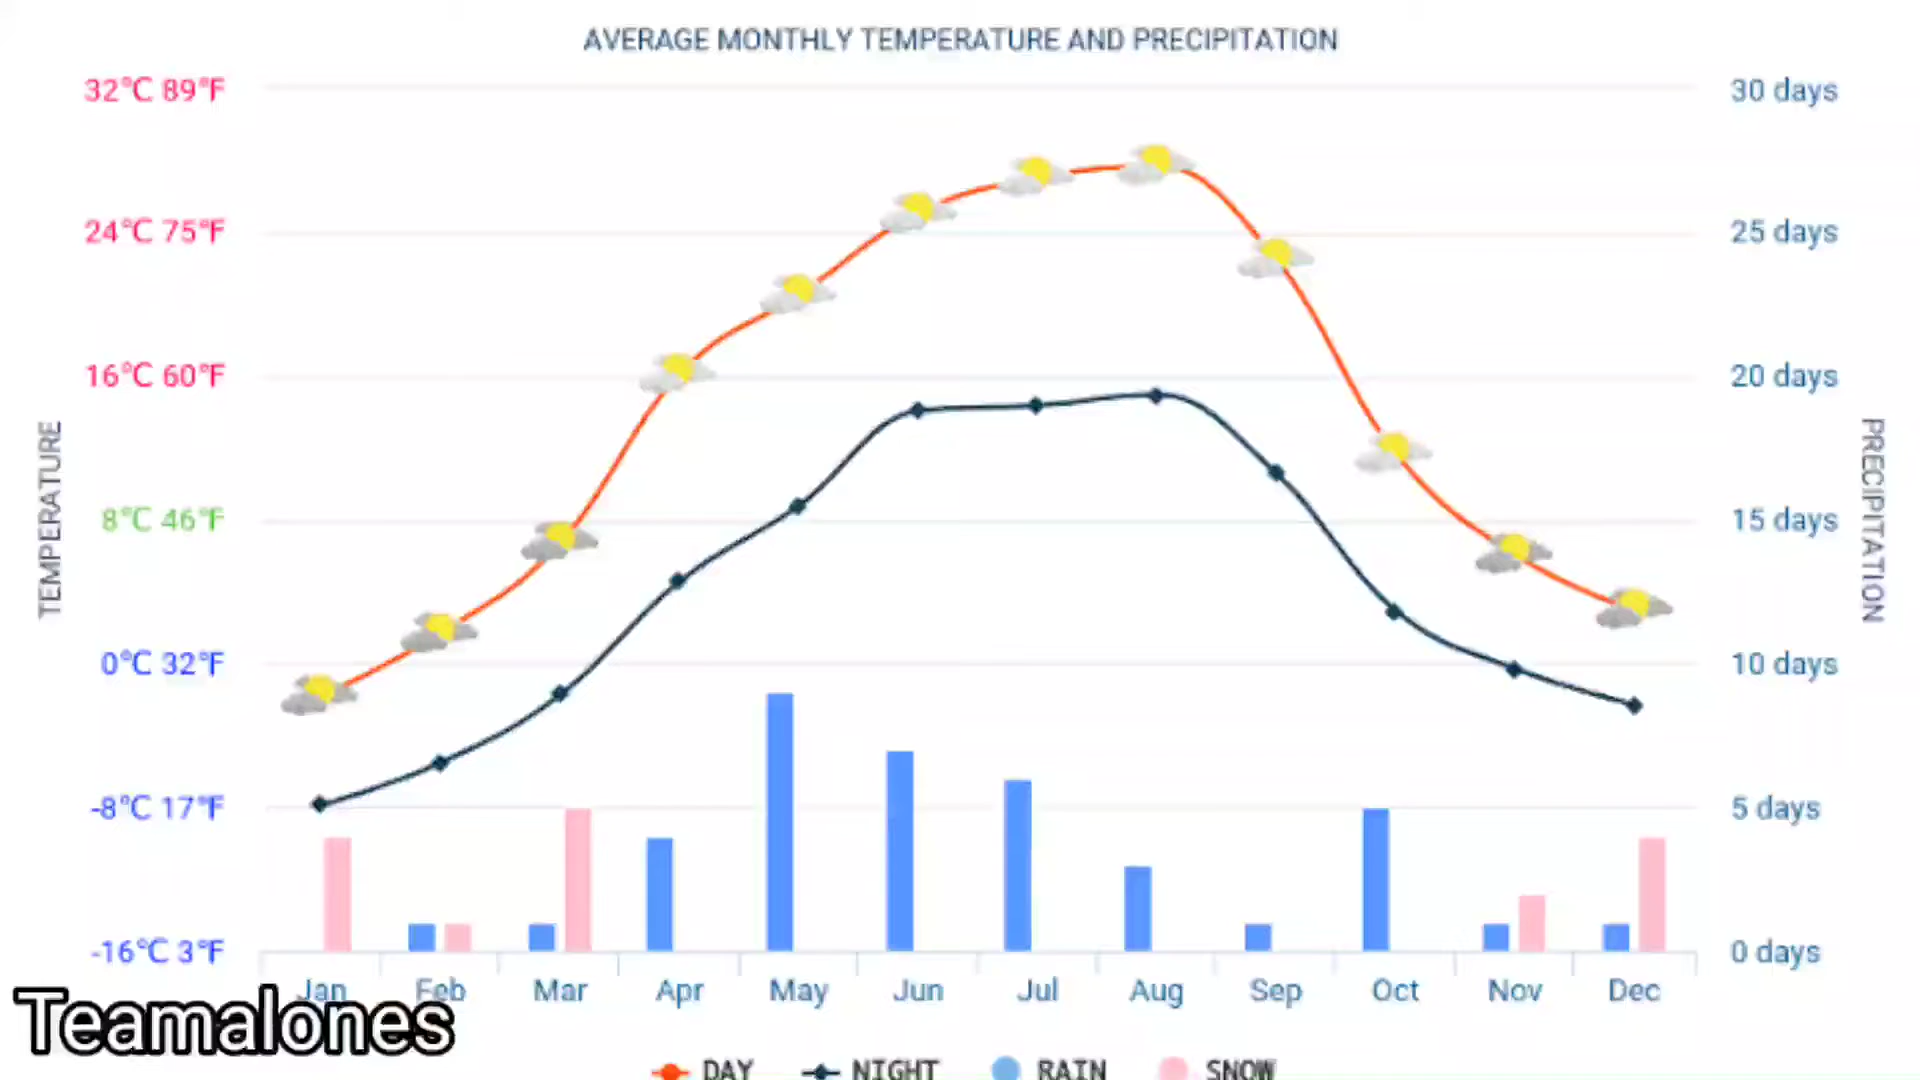 AVERAGE MONTHLY TEMPERATURE AND PRECIPITATION
32°C 89°F
30 days
24°C 75°F
25 days
16°C 60°F
20 days
TEMPERATURE
PRECIPITATION
8°C 46°F
15 days
0°C 32°F
10 days
-8°C 17°F
5 days
-16°C 3°F
0 days
Jan Feb Mar Apr May Jun Jul Aug Sep Oct Nov Dec
Teamalones
DAY NIGHT RAIN SNOW